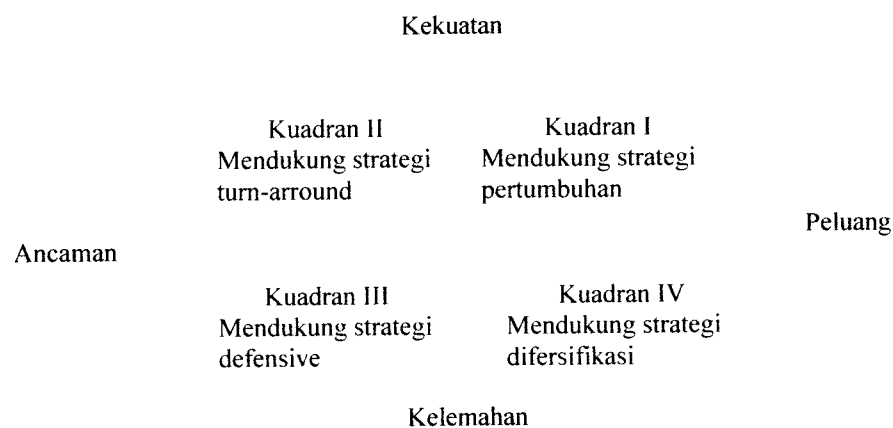 Kekuatan
Kuadran II
Mendukung strategi
turn-arround
Kuadran I
Mendukung strategi
pertumbuhan
Peluang
Ancaman
Kuadran III
Mendukung strategi
defensive
Kuadran IV
Mendukung strategi
difersifikasi
Kelemahan